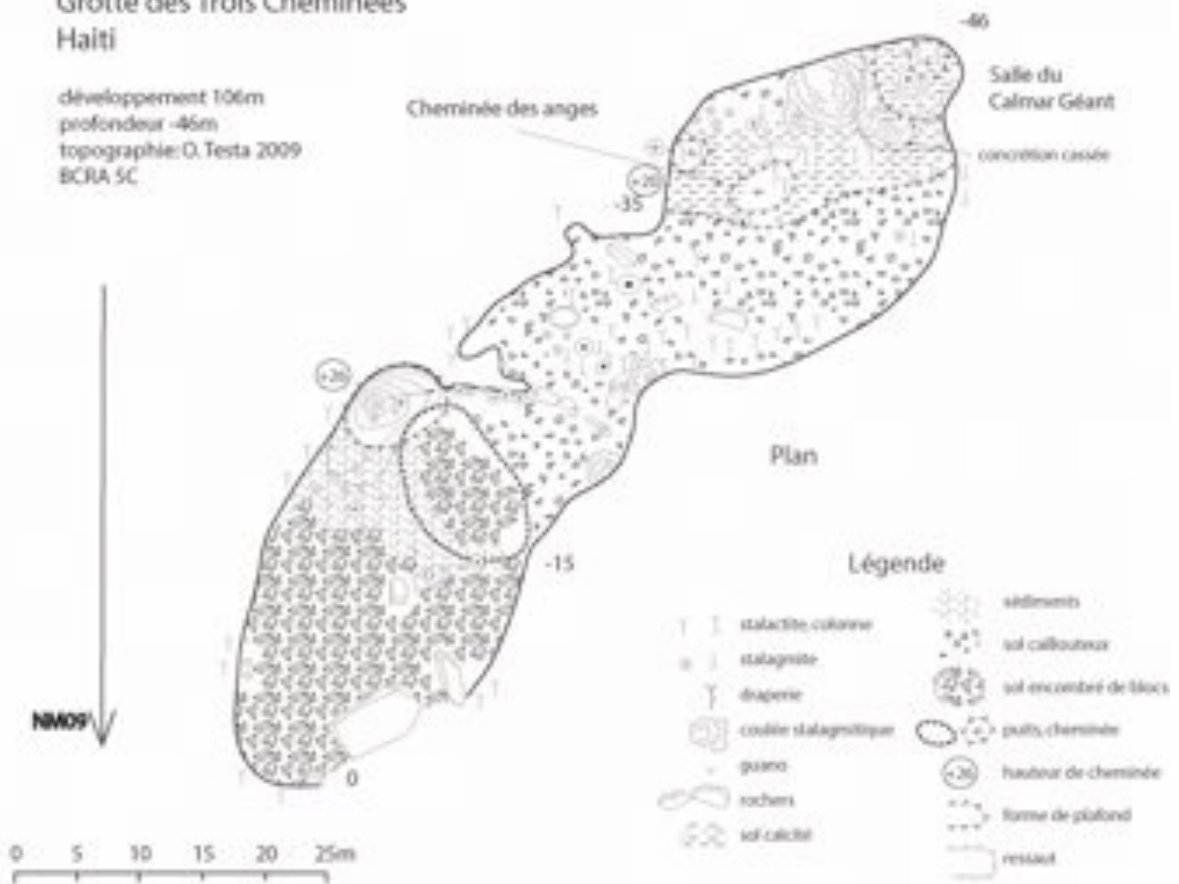 Grotte des Trois Cheminées
Haiti
développement 106m
profondeur -46m
topographie: O. Testa 2009
BCRA 5C
Cheminée des anges
-46
Salle du
Calmar Géant
concrétion cassée
-35
Plan
-15
0
NM09
0 5 10 15 20 25m
Légende
stalactite, colonne
stalagmite
draperie
coulée stalagmitique
guano
rochers
sol calcité
sédiments
sol caillouteux
sol encombré de blocs
puits, cheminée
+26
hauteur de cheminée
forme de plafond
ressaut
+26